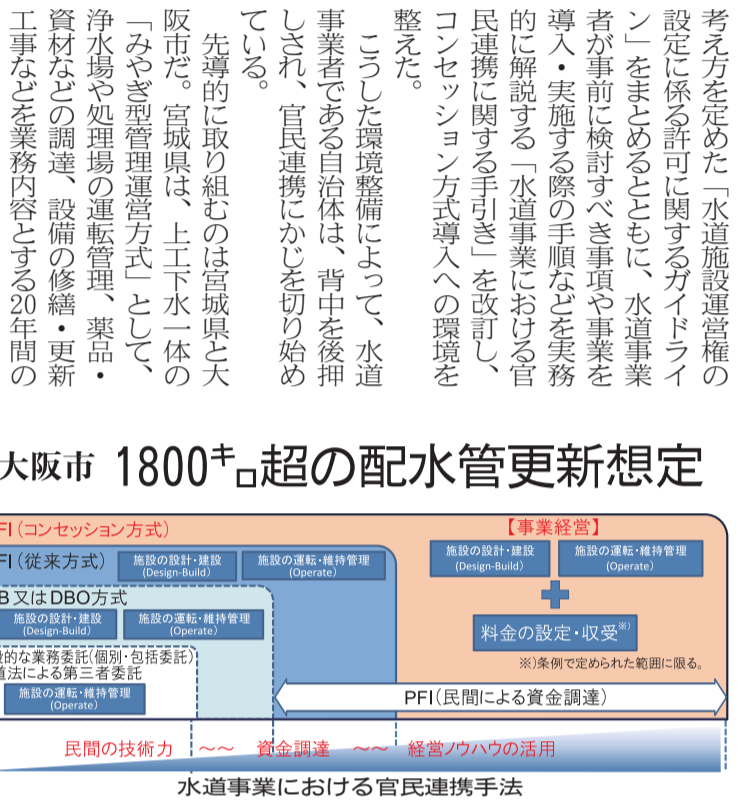 考え方を定めた「水道施設運営権の
設定に係る許可に関するガイドライ
ン」をまとめるとともに、水道事業
者が事前に検討すべき事項や事業を
導入・実施する際の手順などを実務
的に解説する「水道事業における官
民連携に関する手引き」を改訂し、
コンセッション方式導入への環境を
整えた。
こうした環境整備によって、水道
事業者である自治体は、背中を後押
しされ、官民連携にかじを切り始め
ている。
先導的に取り組むのは宮城県と大
阪市だ。宮城県は、上工下水一体の
「みやぎ型管理運営方式」として、
浄水場や処理場の運転管理、薬品・
資材などの調達、設備の修繕・更新
工事などを業務内容とする20年間の
大阪市 1800㌔超の配水管更新想定
FI(コンセッション方式)
【事業経営】
FI(従来方式)
施設の設計・建設
(Design-Build)
施設の運転・維持管理
(Operate)
施設の設計・建設
(Design-Build)
施設の運転・維持管理
(Operate)
B又はDBO方式
施設の設計・建設
(Design-Build)
施設の運転・維持管理
(Operate)
料金の設定・収受※)
※)条例で定められた範囲に限る。
的な業務委託(個別・包括委託)
道法による第三者委託
施設の運転・維持管理
(Operate)
PFI(民間による資金調達)
民間の技術力 ～～ 資金調達 ～～ 経営ノウハウの活用
水道事業における官民連携手法